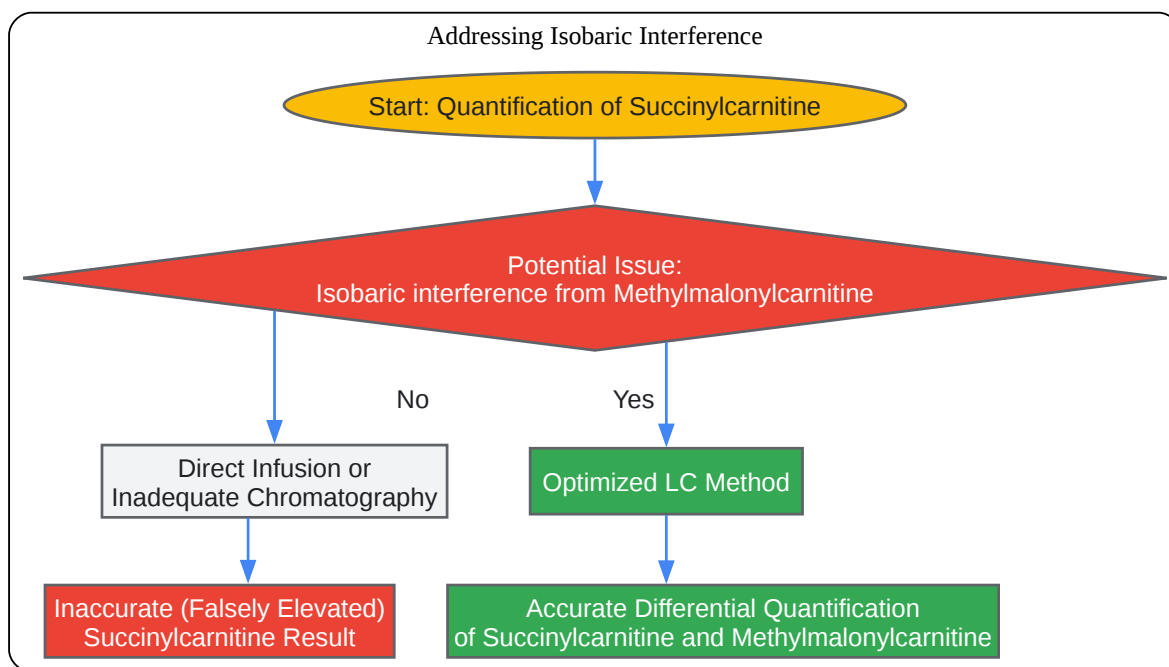 Addressing Isobaric Interference
Start: Quantification of Succinylcarnitine
Potential Issue:
Isobaric interference from Methylmalonylcarnitine
No
Yes
Direct Infusion or
Inadequate Chromatography
Optimized LC Method
Inaccurate (Falsely Elevated)
Succinylcarnitine Result
Accurate Differential Quantification
of Succinylcarnitine and Methylmalonylcarnitine